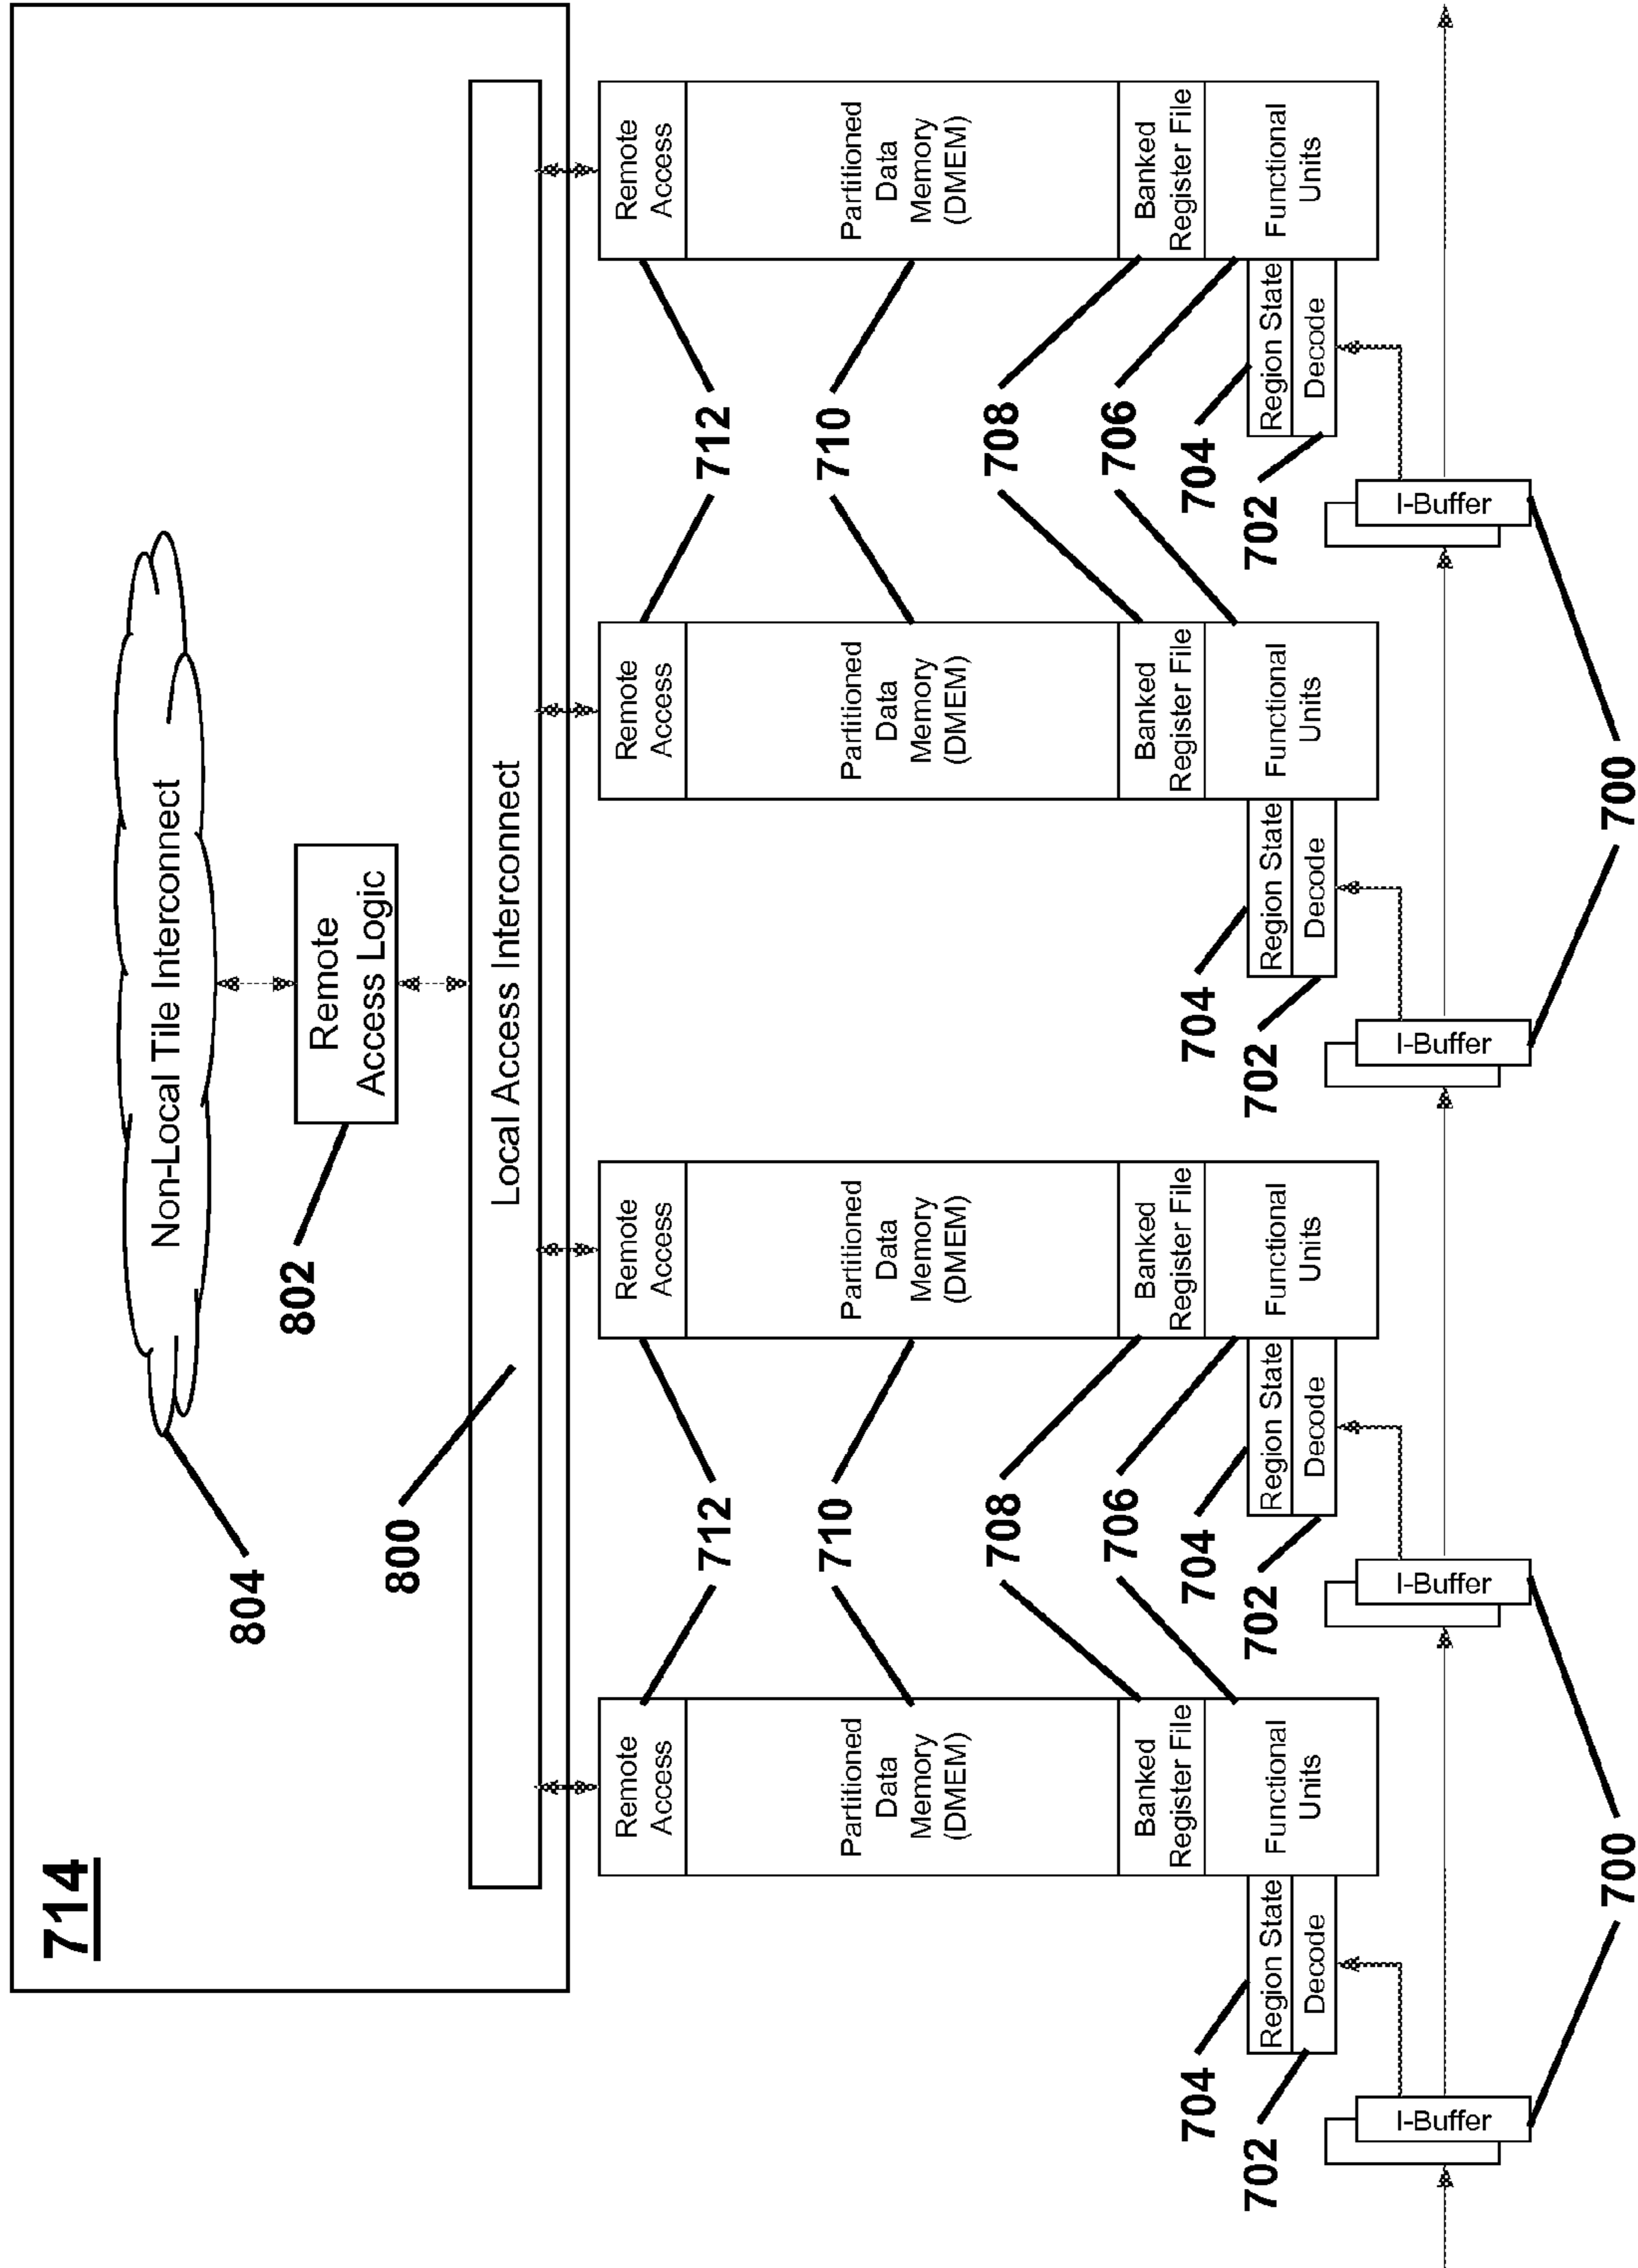 714
Non-Local Tile Interconnect
804
802
Remote
Access Logic
800
Local Access Interconnect
Remote
Access
Remote
Access
Remote
Access
Remote
Access
712
712
Partitioned
Data
Memory
(DMEM)
Partitioned
Data
Memory
(DMEM)
Partitioned
Data
Memory
(DMEM)
Partitioned
Data
Memory
(DMEM)
710
710
708
708
Banked
Register File
Banked
Register File
Banked
Register File
Banked
Register File
706
706
Functional
Units
Functional
Units
Functional
Units
Functional
Units
704
704
704
704
Region State
Region State
Region State
Region State
702
702
702
702
Decode
Decode
Decode
Decode
I-Buffer
I-Buffer
I-Buffer
I-Buffer
700
700